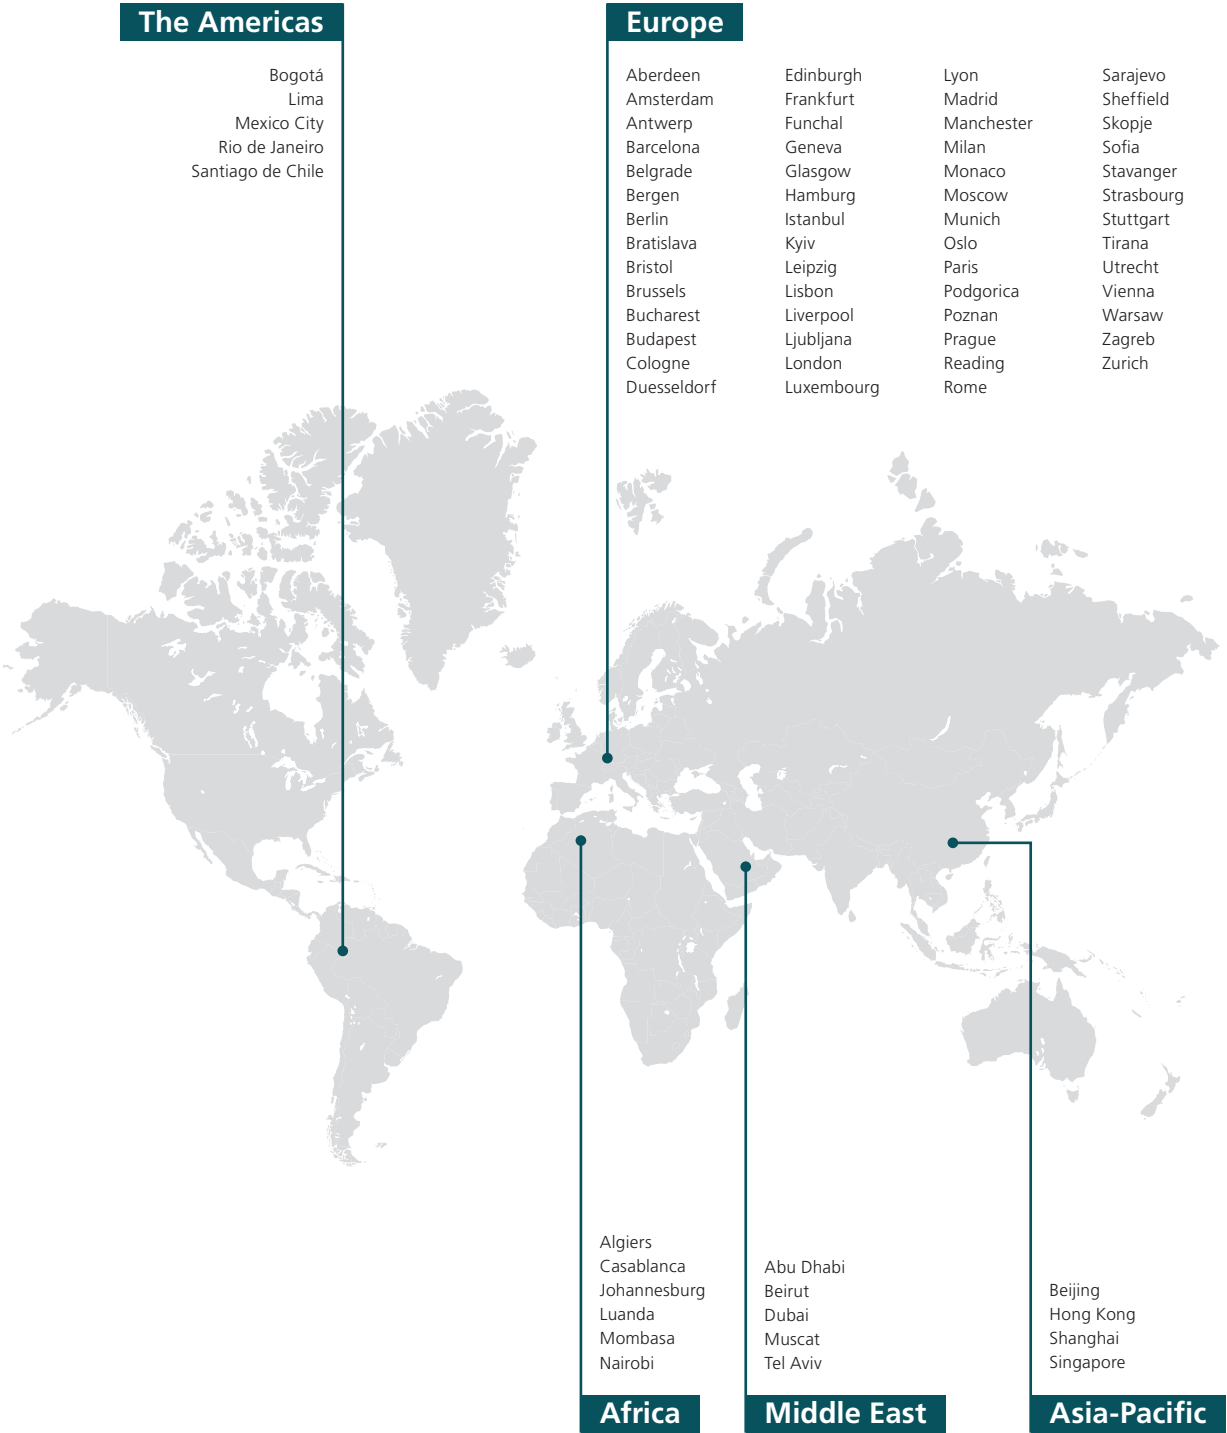 The Americas
Bogotá
Lima
Mexico City
Rio de Janeiro
Santiago de Chile
Europe
Aberdeen
Amsterdam
Antwerp
Barcelona
Belgrade
Bergen
Berlin
Bratislava
Bristol
Brussels
Bucharest
Budapest
Cologne
Duesseldorf
Edinburgh
Frankfurt
Funchal
Geneva
Glasgow
Hamburg
Istanbul
Kyiv
Leipzig
Lisbon
Liverpool
Ljubljana
London
Luxembourg
Lyon
Madrid
Manchester
Milan
Monaco
Moscow
Munich
Oslo
Paris
Podgorica
Poznan
Prague
Reading
Rome
Sarajevo
Sheffield
Skopje
Sofia
Stavanger
Strasbourg
Stuttgart
Tirana
Utrecht
Vienna
Warsaw
Zagreb
Zurich
Algiers
Casablanca
Johannesburg
Luanda
Mombasa
Nairobi
Africa
Abu Dhabi
Beirut
Dubai
Muscat
Tel Aviv
Middle East
Beijing
Hong Kong
Shanghai
Singapore
Asia-Pacific